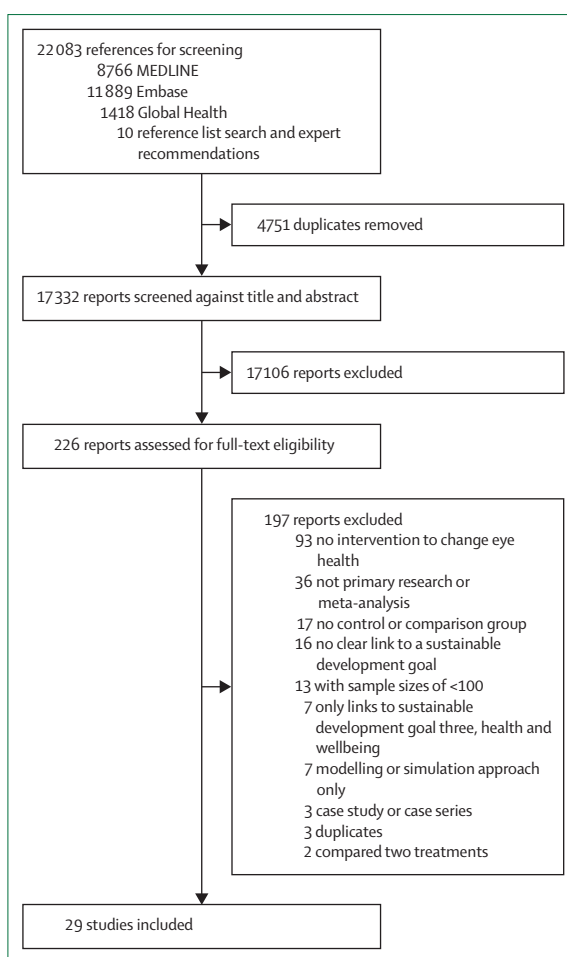 22 083 references for screening
8766 MEDLINE
11 889 Embase
1418 Global Health
10 reference list search and expert
recommendations
4751 duplicates removed
17 332 reports screened against title and abstract
17 106 reports excluded
226 reports assessed for full-text eligibility
197 reports excluded
93 no intervention to change eye
health
36 not primary research or
meta-analysis
17 no control or comparison group
16 no clear link to a sustainable
development goal
13 with sample sizes of <100
7 only links to sustainable
development goal three, health and
wellbeing
7 modelling or simulation approach
only
3 case study or case series
3 duplicates
2 compared two treatments
29 studies included